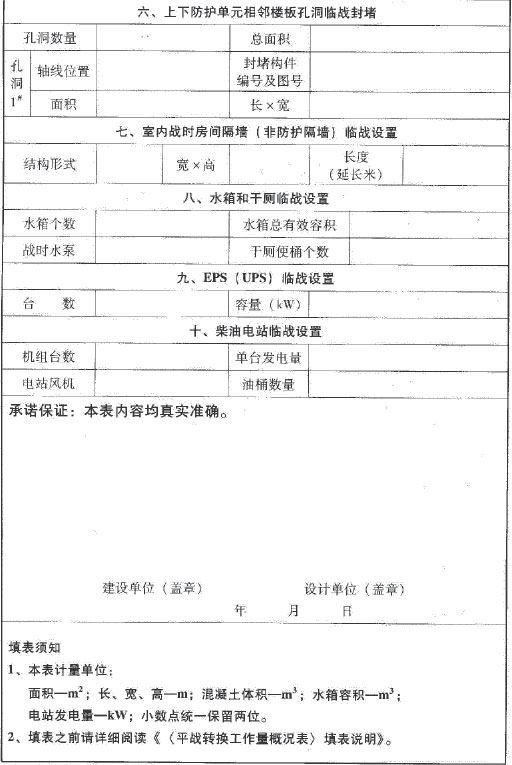 六、上下防护单元相邻楼板孔洞临战封堵
孔洞数量 总面积
孔洞1# 轴线位置 封堵构件编号及图号
面积 长×宽
七、室内战时房间隔墙（非防护隔墙）临战设置
结构形式 宽×高 长度（延长米）
八、水箱和干厕临战设置
水箱个数 水箱总有效容积
战时水泵 干厕便桶个数
九、EPS（UPS）临战设置
台 数 容量（kW）
十、柴油电站临战设置
机组台数 单台发电量
电站风机 油桶数量
承诺保证：本表内容均真实准确。
建设单位（盖章） 设计单位（盖章）
年 月 日
填表须知
1、本表计量单位：
面积—m²；长、宽、高—m；混凝土体积—m³；水箱容积—m³；
电站发电量—kW；小数点统一保留两位。
2、填表之前请详细阅读《（平战转换工作量概况表）填表说明》。